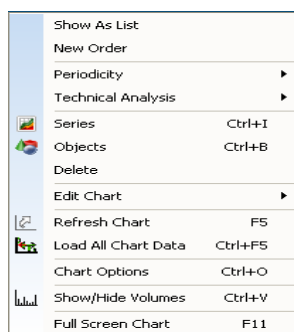 Show As List
New Order
Periodicity
Technical Analysis
Series Ctrl+I
Objects Ctrl+B
Delete
Edit Chart
Refresh Chart F5
Load All Chart Data Ctrl+F5
Chart Options Ctrl+O
Show/Hide Volumes Ctrl+V
Full Screen Chart F11